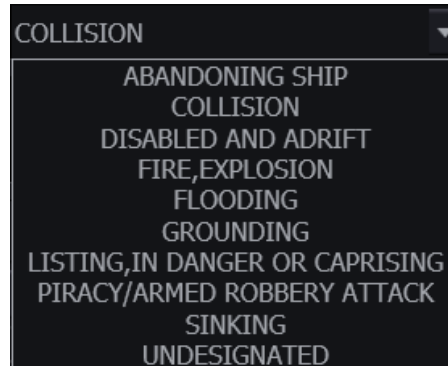 COLLISION
ABANDONING SHIP
COLLISION
DISABLED AND ADRIFT
FIRE,EXPLOSION
FLOODING
GROUNDING
LISTING,IN DANGER OR CAPRISING
PIRACY/ARMED ROBBERY ATTACK
SINKING
UNDESIGNATED